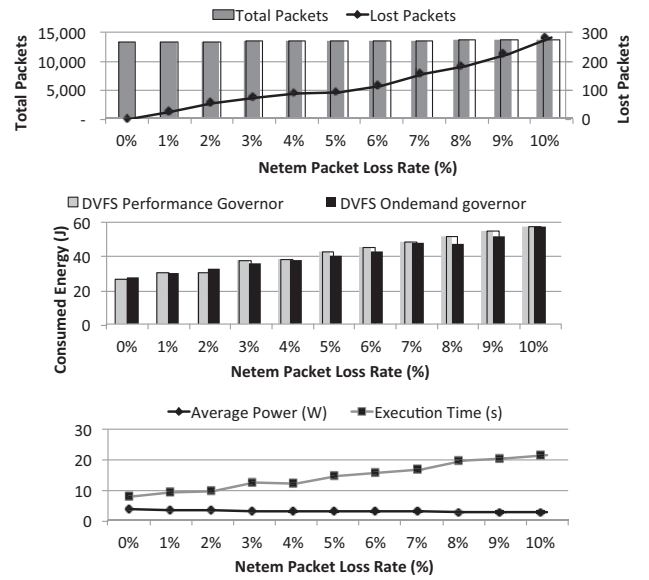 Total Packets Lost Packets
15,000 300
10,000 200
5,000 100
- 0
Total Packets
Lost Packets
0% 1% 2% 3% 4% 5% 6% 7% 8% 9% 10%
Netem Packet Loss Rate (%)
DVFS Performance Governor DVFS Ondemand governor
60
40
20
0
Consumed Energy (J)
0% 1% 2% 3% 4% 5% 6% 7% 8% 9% 10%
Netem Packet Loss Rate (%)
Average Power (W) Execution Time (s)
30
20
10
0
0% 1% 2% 3% 4% 5% 6% 7% 8% 9% 10%
Netem Packet Loss Rate (%)